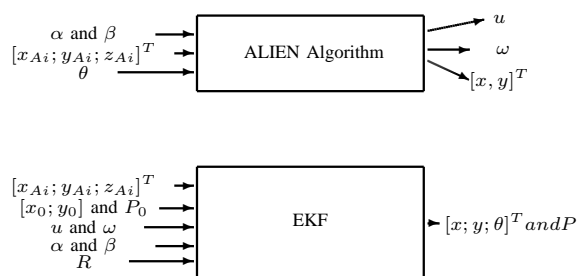 α and β
[x_{Ai}; y_{Ai}; z_{Ai}]^T
θ
ALIEN Algorithm
u
ω
[x, y]^T
[x_{Ai}; y_{Ai}; z_{Ai}]^T
[x_0; y_0] and P_0
u and ω
α and β
R
EKF
[x; y; θ]^T andP